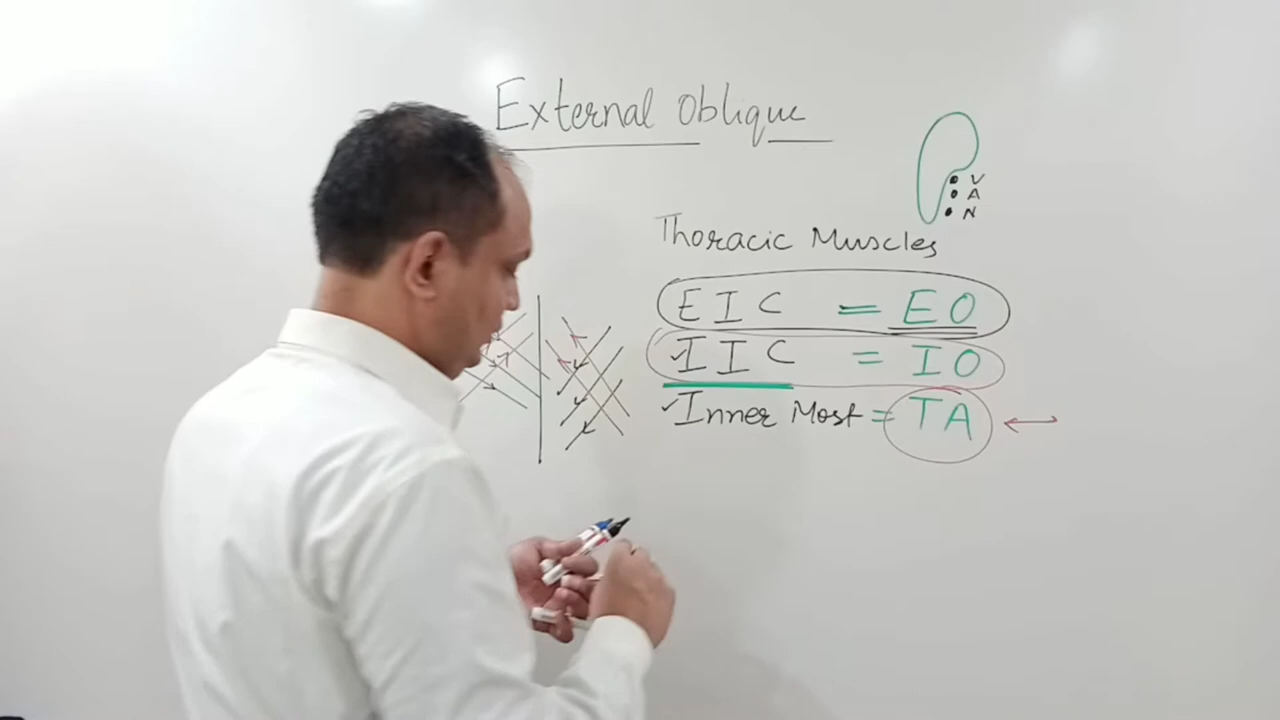 External Oblique
V
A
N
Thoracic Muscles
EIC = EO
IIC = IO
Inner Most = TA